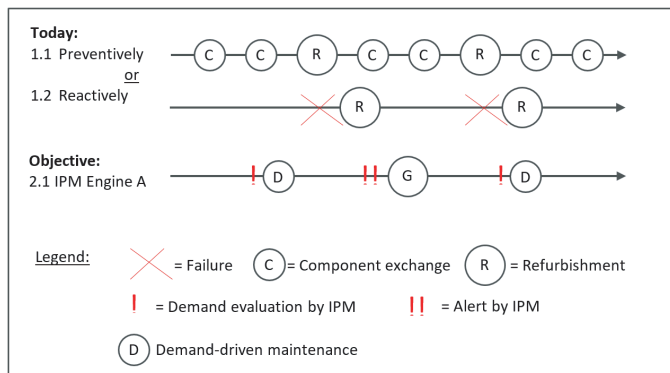 Today:
1.1 Preventively
C C R C C R C C
or
1.2 Reactively
R R
Objective:
2.1 IPM Engine A
! D !! G ! D
Legend:
= Failure C = Component exchange R = Refurbishment
! = Demand evaluation by IPM !! = Alert by IPM
D Demand-driven maintenance